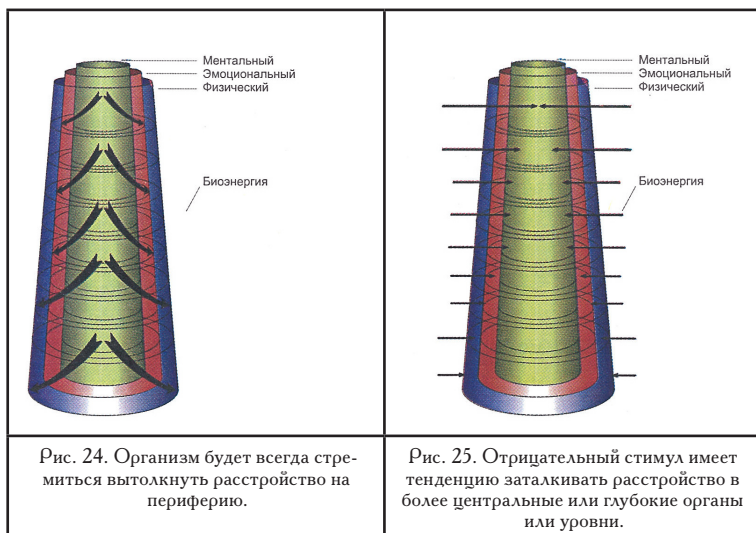 Ментальный
Эмоциональный
Физический
Биоэнергия
Рис. 24. Организм будет всегда стре-
миться вытолкнуть расстройство на
периферию.
Ментальный
Эмоциональный
Физический
Биоэнергия
Рис. 25. Отрицательный стимул имеет
тенденцию заталкивать расстройство в
более центральные или глубокие органы
или уровни.